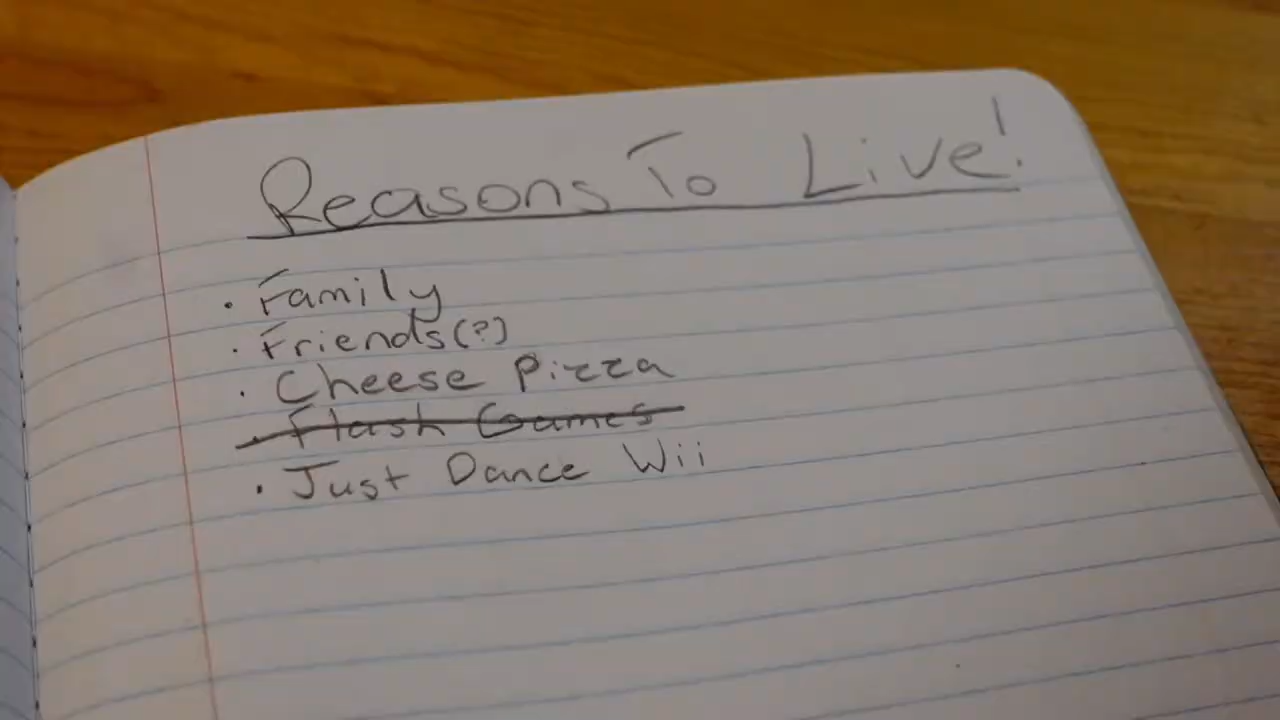 Reasons To Live!
· Family
· Friends(?)
· Cheese Pizza
· Flash Games
· Just Dance Wii